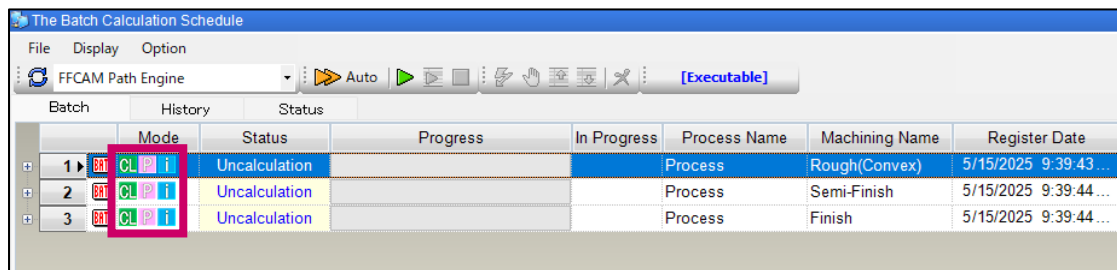 The Batch Calculation Schedule
File Display Option
FFCAM Path Engine Auto [Executable]
Batch History Status
Mode Status Progress In Progress Process Name Machining Name Register Date
1 BAT CL P i Uncalculation Process Rough(Convex) 5/15/2025 9:39:43 ...
2 BAT CL P i Uncalculation Process Semi-Finish 5/15/2025 9:39:44 ...
3 BAT CL P i Uncalculation Process Finish 5/15/2025 9:39:44 ...